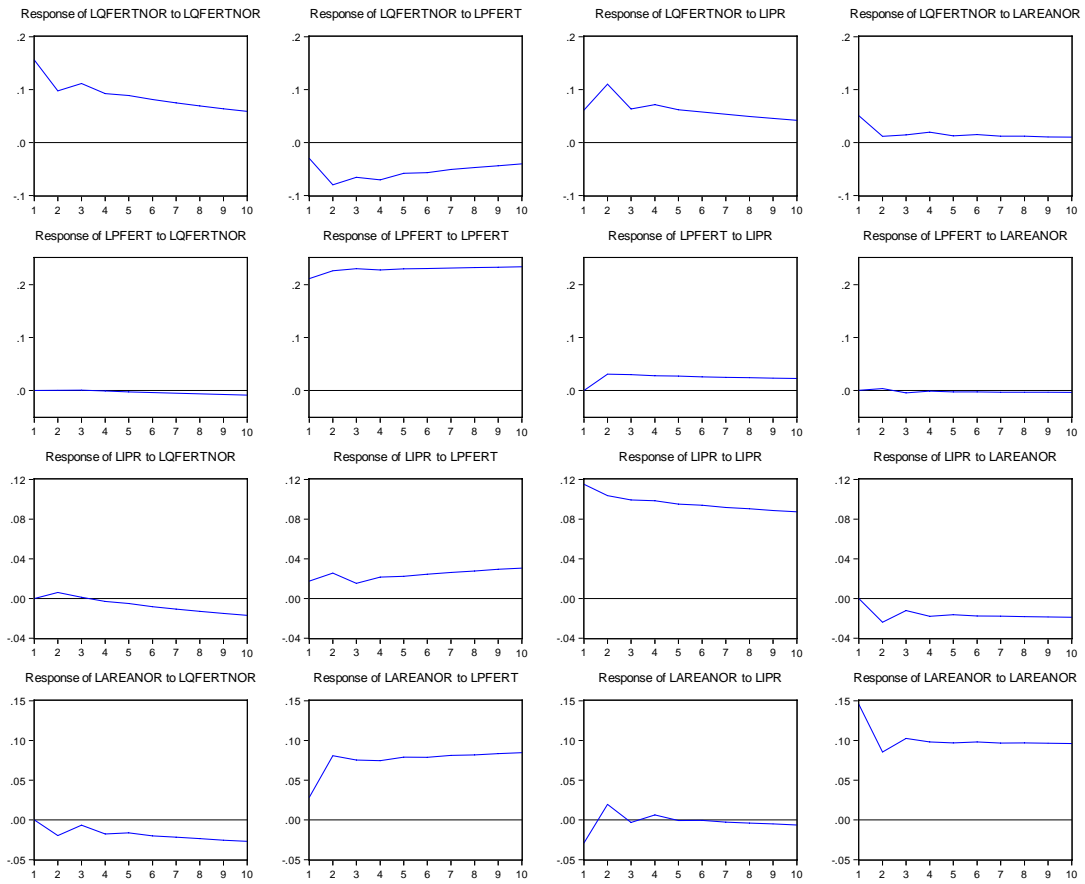 Response of LQFERTNOR to LQFERTNOR
.2
.1
.0
-.1
1 2 3 4 5 6 7 8 9 10
Response of LQFERTNOR to LPFERT
.2
.1
.0
-.1
1 2 3 4 5 6 7 8 9 10
Response of LQFERTNOR to LIPR
.2
.1
.0
-.1
1 2 3 4 5 6 7 8 9 10
Response of LQFERTNOR to LAREANOR
.2
.1
.0
-.1
1 2 3 4 5 6 7 8 9 10
Response of LPFERT to LQFERTNOR
.2
.1
.0
1 2 3 4 5 6 7 8 9 10
Response of LPFERT to LPFERT
.2
.1
.0
1 2 3 4 5 6 7 8 9 10
Response of LPFERT to LIPR
.2
.1
.0
1 2 3 4 5 6 7 8 9 10
Response of LPFERT to LAREANOR
.2
.1
.0
1 2 3 4 5 6 7 8 9 10
Response of LIPR to LQFERTNOR
.12
.08
.04
.00
-.04
1 2 3 4 5 6 7 8 9 10
Response of LIPR to LPFERT
.12
.08
.04
.00
-.04
1 2 3 4 5 6 7 8 9 10
Response of LIPR to LIPR
.12
.08
.04
.00
-.04
1 2 3 4 5 6 7 8 9 10
Response of LIPR to LAREANOR
.12
.08
.04
.00
-.04
1 2 3 4 5 6 7 8 9 10
Response of LAREANOR to LQFERTNOR
.15
.10
.05
.00
-.05
1 2 3 4 5 6 7 8 9 10
Response of LAREANOR to LPFERT
.15
.10
.05
.00
-.05
1 2 3 4 5 6 7 8 9 10
Response of LAREANOR to LIPR
.15
.10
.05
.00
-.05
1 2 3 4 5 6 7 8 9 10
Response of LAREANOR to LAREANOR
.15
.10
.05
.00
-.05
1 2 3 4 5 6 7 8 9 10